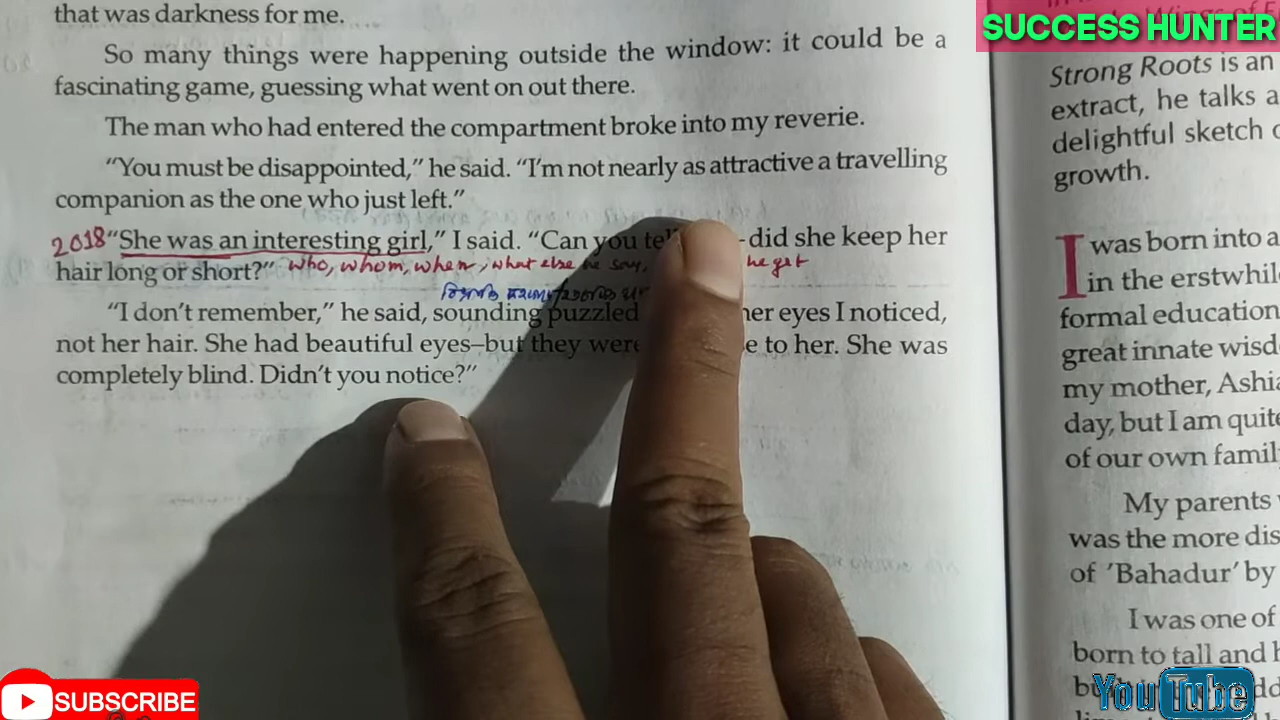 that was darkness for me.
So many things were happening outside the window: it could be a
fascinating game, guessing what went on out there.
The man who had entered the compartment broke into my reverie.
"You must be disappointed," he said. "I'm not nearly as attractive a travelling
companion as the one who just left."
2018 "She was an interesting girl," I said. "Can you tell –did she keep her
hair long or short?" who, whom, when, what else he say, he get
"I don't remember," he said, sounding puzzled her eyes I noticed,
not her hair. She had beautiful eyes–but they were to her. She was
completely blind. Didn't you notice?"
SUCCESS HUNTER
Strong Roots is an
extract, he talks a
delightful sketch
growth.
I was born into a
in the
formal education
great innate
my mother,
day, but I am
of our own
My parents
was the more
of 'Bahadur' by
I was one of
born to tall and
SUBSCRIBE
YouTube